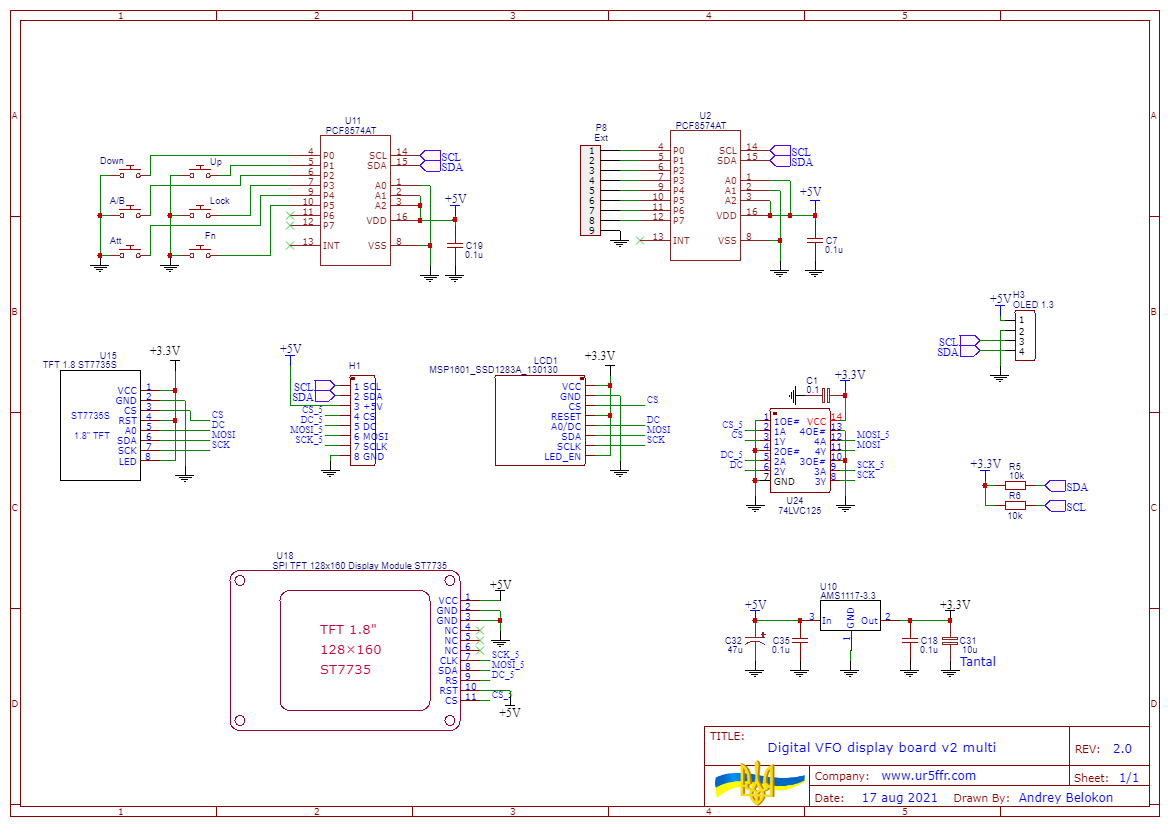 1 2 3 4 5
A
B
C
D
U11
PCF8574AT
Down
Up
A/B
Lock
Att
Fn
4 P0 SCL 14 SCL
5 P1 SDA 15 SDA
6 P2
7 P3 A0 1
9 P4 A1 2
10 P5 A2 3
11 P6
12 P7 VDD 16
13 INT VSS 8
+5V
C19
0.1u
P8
Ext
1
2
3
4
5
6
7
8
9
U2
PCF8574AT
4 P0 SCL 14 SCL
5 P1 SDA 15 SDA
6 P2
7 P3 A0 1
9 P4 A1 2
10 P5 A2 3
11 P6
12 P7 VDD 16
13 INT VSS 8
+5V
C7
0.1u
+5V
H3
OLED 1.3
1
2
SCL 3
SDA 4
U15
TFT 1.8 ST7735S
+3.3V
ST7735S
1.8" TFT
VCC 1
GND 2
CS 3 CS
RST 4 DC
A0 5 MOSI
SDA 6 SCK
SCK 7
LED 8
+5V
H1
SCL 1 SCL
SDA 2 SDA
3 +5V
CS_5 4 CS
DC_5 5 DC
MOSI_5 6 MOSI
SCK_5 7 SCLK
8 GND
LCD1
MSP1601_SSD1283A_130130
+3.3V
VCC
GND
CS CS
RESET
A0/DC DC
SDA MOSI
SCLK SCK
LED_EN
C1
0.1
+3.3V
1 1OE# VCC 14
CS_5 2 1A 4OE# 13
CS 3 1Y 4A 12 MOSI_5
4 2OE# 4Y 11 MOSI
DC_5 5 2A 3OE# 10
DC 6 2V 3A 9 SCK_5
7 GND 3Y 8 SCK
U24
74LVC125
+3.3V
R5
10k
SDA
R6
10k
SCL
U18
SPI TFT 128x160 Display Module ST7735
TFT 1.8"
128×160
ST7735
+5V
VCC 1
GND 2
GND 3
NC 4
NC 5
NC 6
CLK 7 SCK_5
SDA 8 MOSI_5
RS 9 DC_5
RST 10
CS 11
+5V
U10
AMS1117-3.3
+5V
3 In GND Out 2
1
+3.3V
C32
47u
C35
0.1u
C18
0.1u
C31
10u
Tantal
TITLE:
Digital VFO display board v2 multi
REV: 2.0
Company: www.ur5ffr.com
Sheet: 1/1
Date: 17 aug 2021 Drawn By: Andrey Belokon
A
B
C
D
1 2 3 4 5